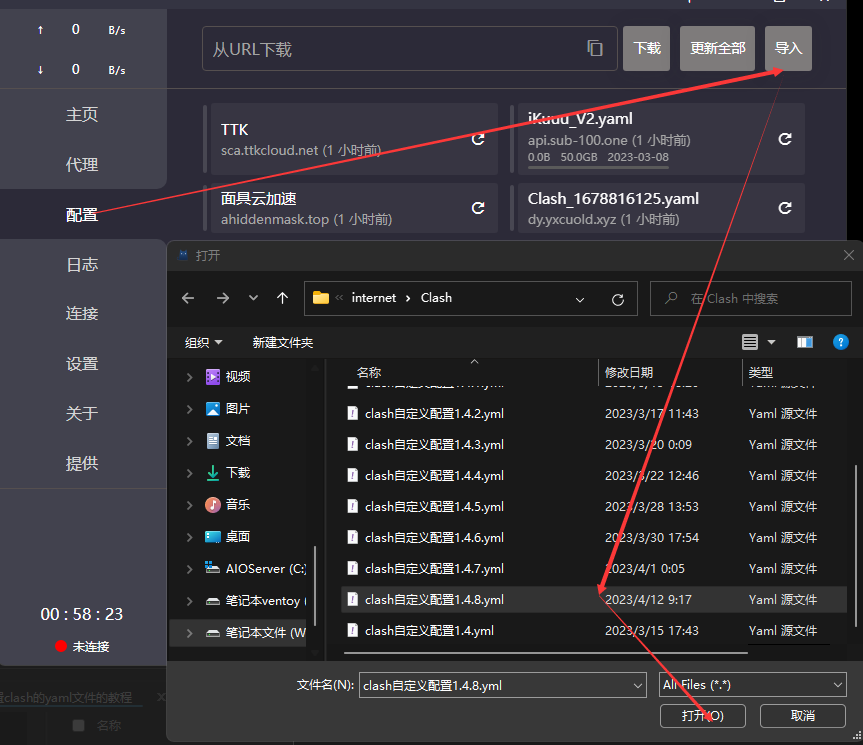 ↑ 0 B/s
↓ 0 B/s
从URL下载
下载
更新全部
导入
主页
代理
配置
日志
连接
设置
关于
提供
TTK
sca.ttkcloud.net (1 小时前)
iKuuu_V2.yaml
api.sub-100.one (1 小时前)
0.0B 50.0GB 2023-03-08
面具云加速
ahiddenmask.top (1 小时前)
Clash_1678816125.yaml
dy.yxcuold.xyz (1 小时前)
打开
internet › Clash
在 Clash 中搜索
组织
新建文件夹
视频
图片
文档
下载
音乐
桌面
AIOServer (C:)
笔记本ventoy (
笔记本文件 (W
名称 修改日期 类型
clash自定义配置1.4.2.yml 2023/3/17 11:43 Yaml 源文件
clash自定义配置1.4.3.yml 2023/3/20 0:09 Yaml 源文件
clash自定义配置1.4.4.yml 2023/3/22 12:46 Yaml 源文件
clash自定义配置1.4.5.yml 2023/3/28 13:53 Yaml 源文件
clash自定义配置1.4.6.yml 2023/3/30 17:54 Yaml 源文件
clash自定义配置1.4.7.yml 2023/4/1 0:05 Yaml 源文件
clash自定义配置1.4.8.yml 2023/4/12 9:17 Yaml 源文件
clash自定义配置1.4.yml 2023/3/15 17:43 Yaml 源文件
文件名(N):
clash自定义配置1.4.8.yml
All Files (*.*)
打开(O)
取消
00 : 58 : 23
未连接
clash的yaml文件的教程
名称